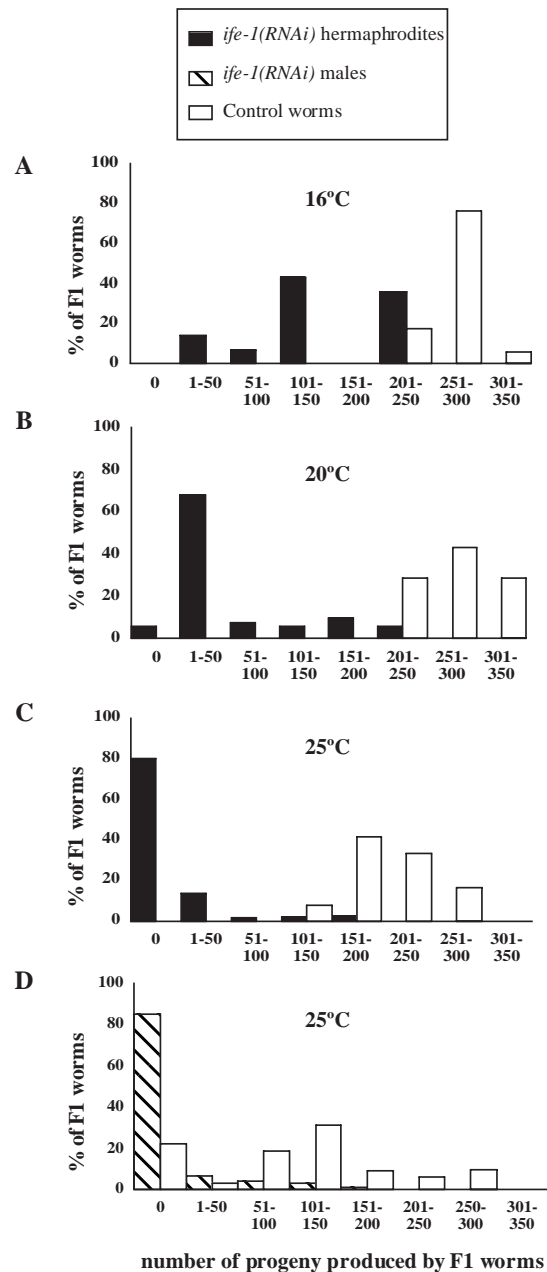 ife-1(RNAi) hermaphrodites
ife-1(RNAi) males
Control worms
A
16ºC
% of F1 worms
100
80
60
40
20
0
0 1-50 51-100 101-150 151-200 201-250 251-300 301-350
B
20ºC
% of F1 worms
100
80
60
40
20
0
0 1-50 51-100 101-150 151-200 201-250 251-300 301-350
C
25ºC
% of F1 worms
100
80
60
40
20
0
0 1-50 51-100 101-150 151-200 201-250 251-300 301-350
D
25ºC
% of F1 worms
100
80
60
40
20
0
0 1-50 51-100 101-150 151-200 201-250 250-300 301-350
number of progeny produced by F1 worms